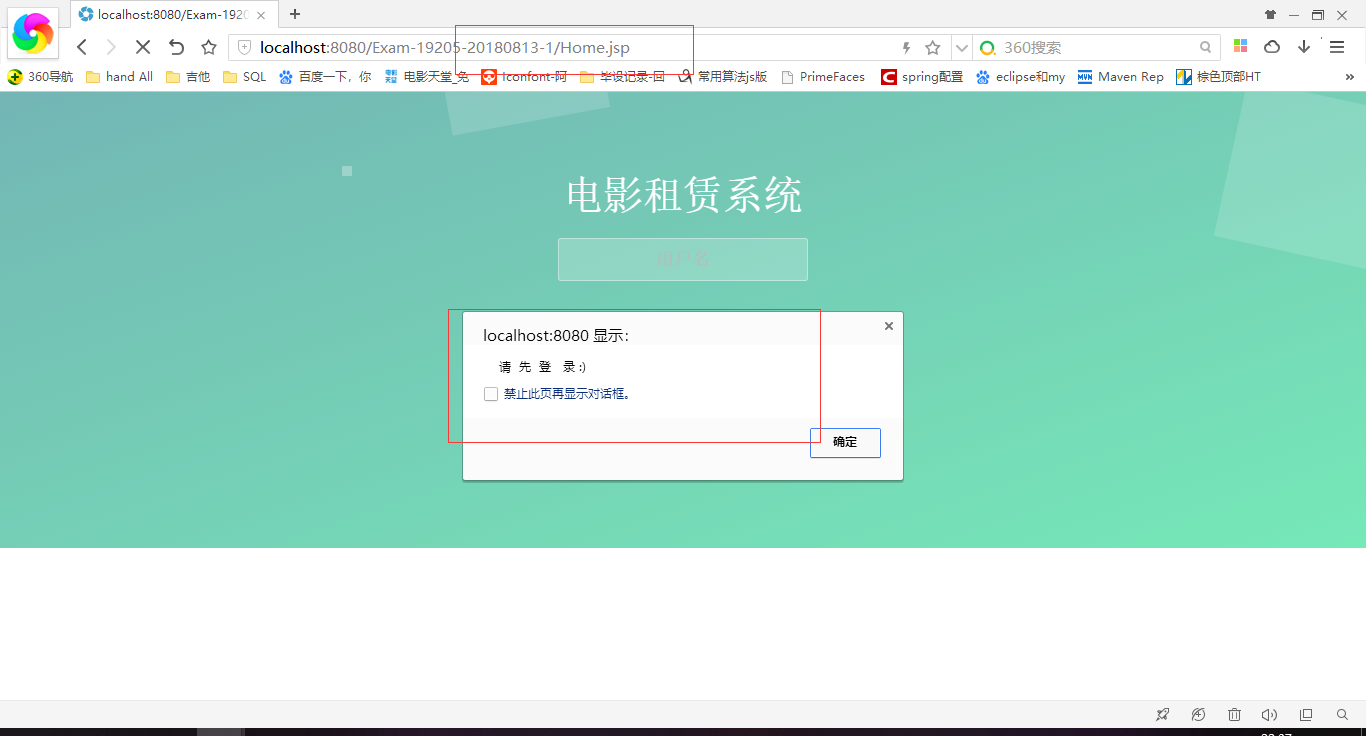 localhost:8080/Exam-1920
localhost:8080/Exam-19205-20180813-1/Home.jsp
360搜索
360导航 hand All 吉他 SQL 百度一下，你 电影天堂_免 Iconfont-阿 毕设记录-回 常用算法js版 PrimeFaces spring配置 eclipse和my Maven Rep 棕色顶部HT
电影租赁系统
用户名
localhost:8080 显示：
请 先 登 录 :)
禁止此页再显示对话框。
确定